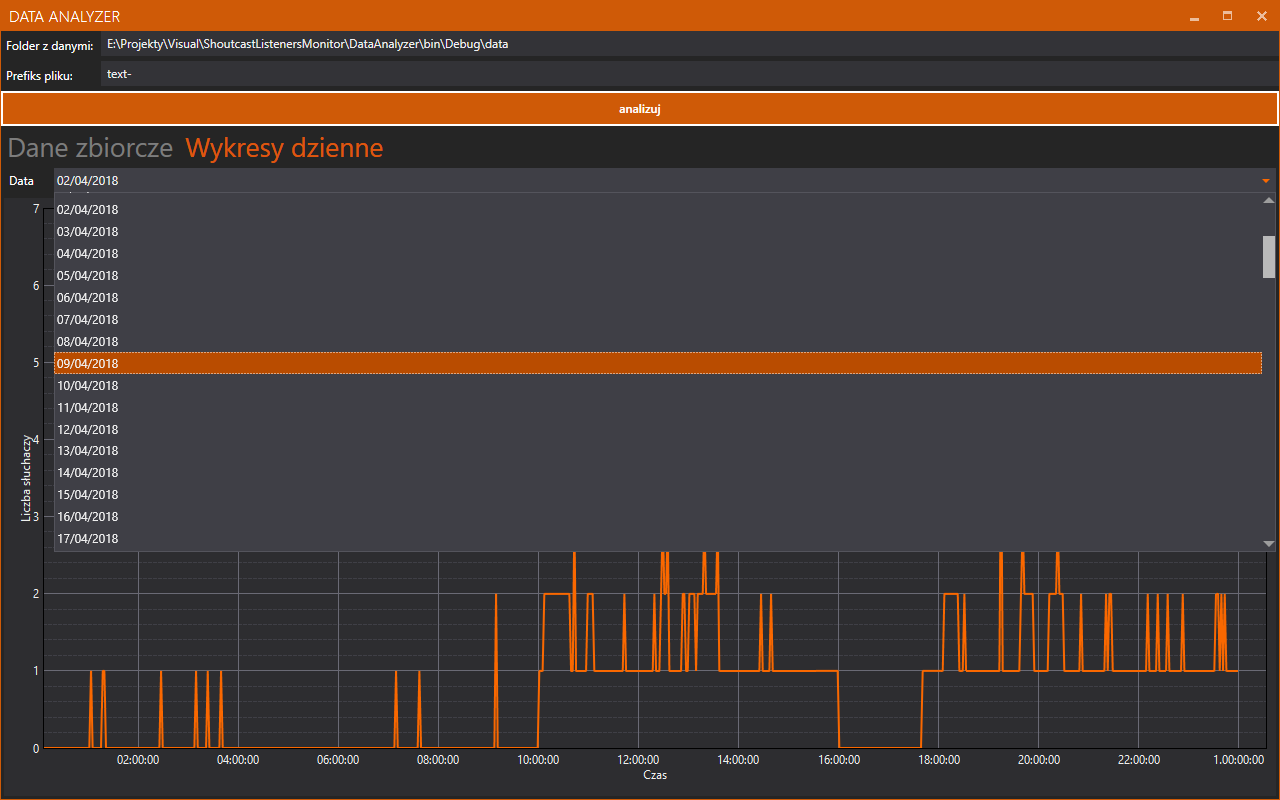 DATA ANALYZER
Folder z danymi: E:\Projekty\Visual\ShoutcastListenersMonitor\DataAnalyzer\bin\Debug\data
Prefiks pliku: text-
analizuj
Dane zbiorcze Wykresy dzienne
Data 02/04/2018
02/04/2018
03/04/2018
04/04/2018
05/04/2018
06/04/2018
07/04/2018
08/04/2018
09/04/2018
10/04/2018
11/04/2018
12/04/2018
13/04/2018
14/04/2018
15/04/2018
16/04/2018
17/04/2018
Liczba słuchaczy
7
6
5
4
3
2
1
0
02:00:00 04:00:00 06:00:00 08:00:00 10:00:00 12:00:00 14:00:00 16:00:00 18:00:00 20:00:00 22:00:00 1.00:00:00
Czas